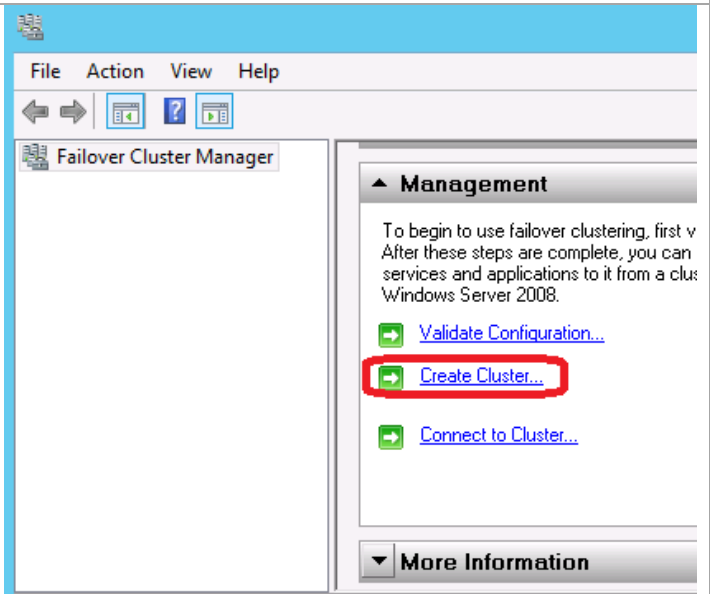 File Action View Help
Failover Cluster Manager
Management
To begin to use failover clustering, first v
After these steps are complete, you can
services and applications to it from a clus
Windows Server 2008.
Validate Configuration...
Create Cluster...
Connect to Cluster...
More Information